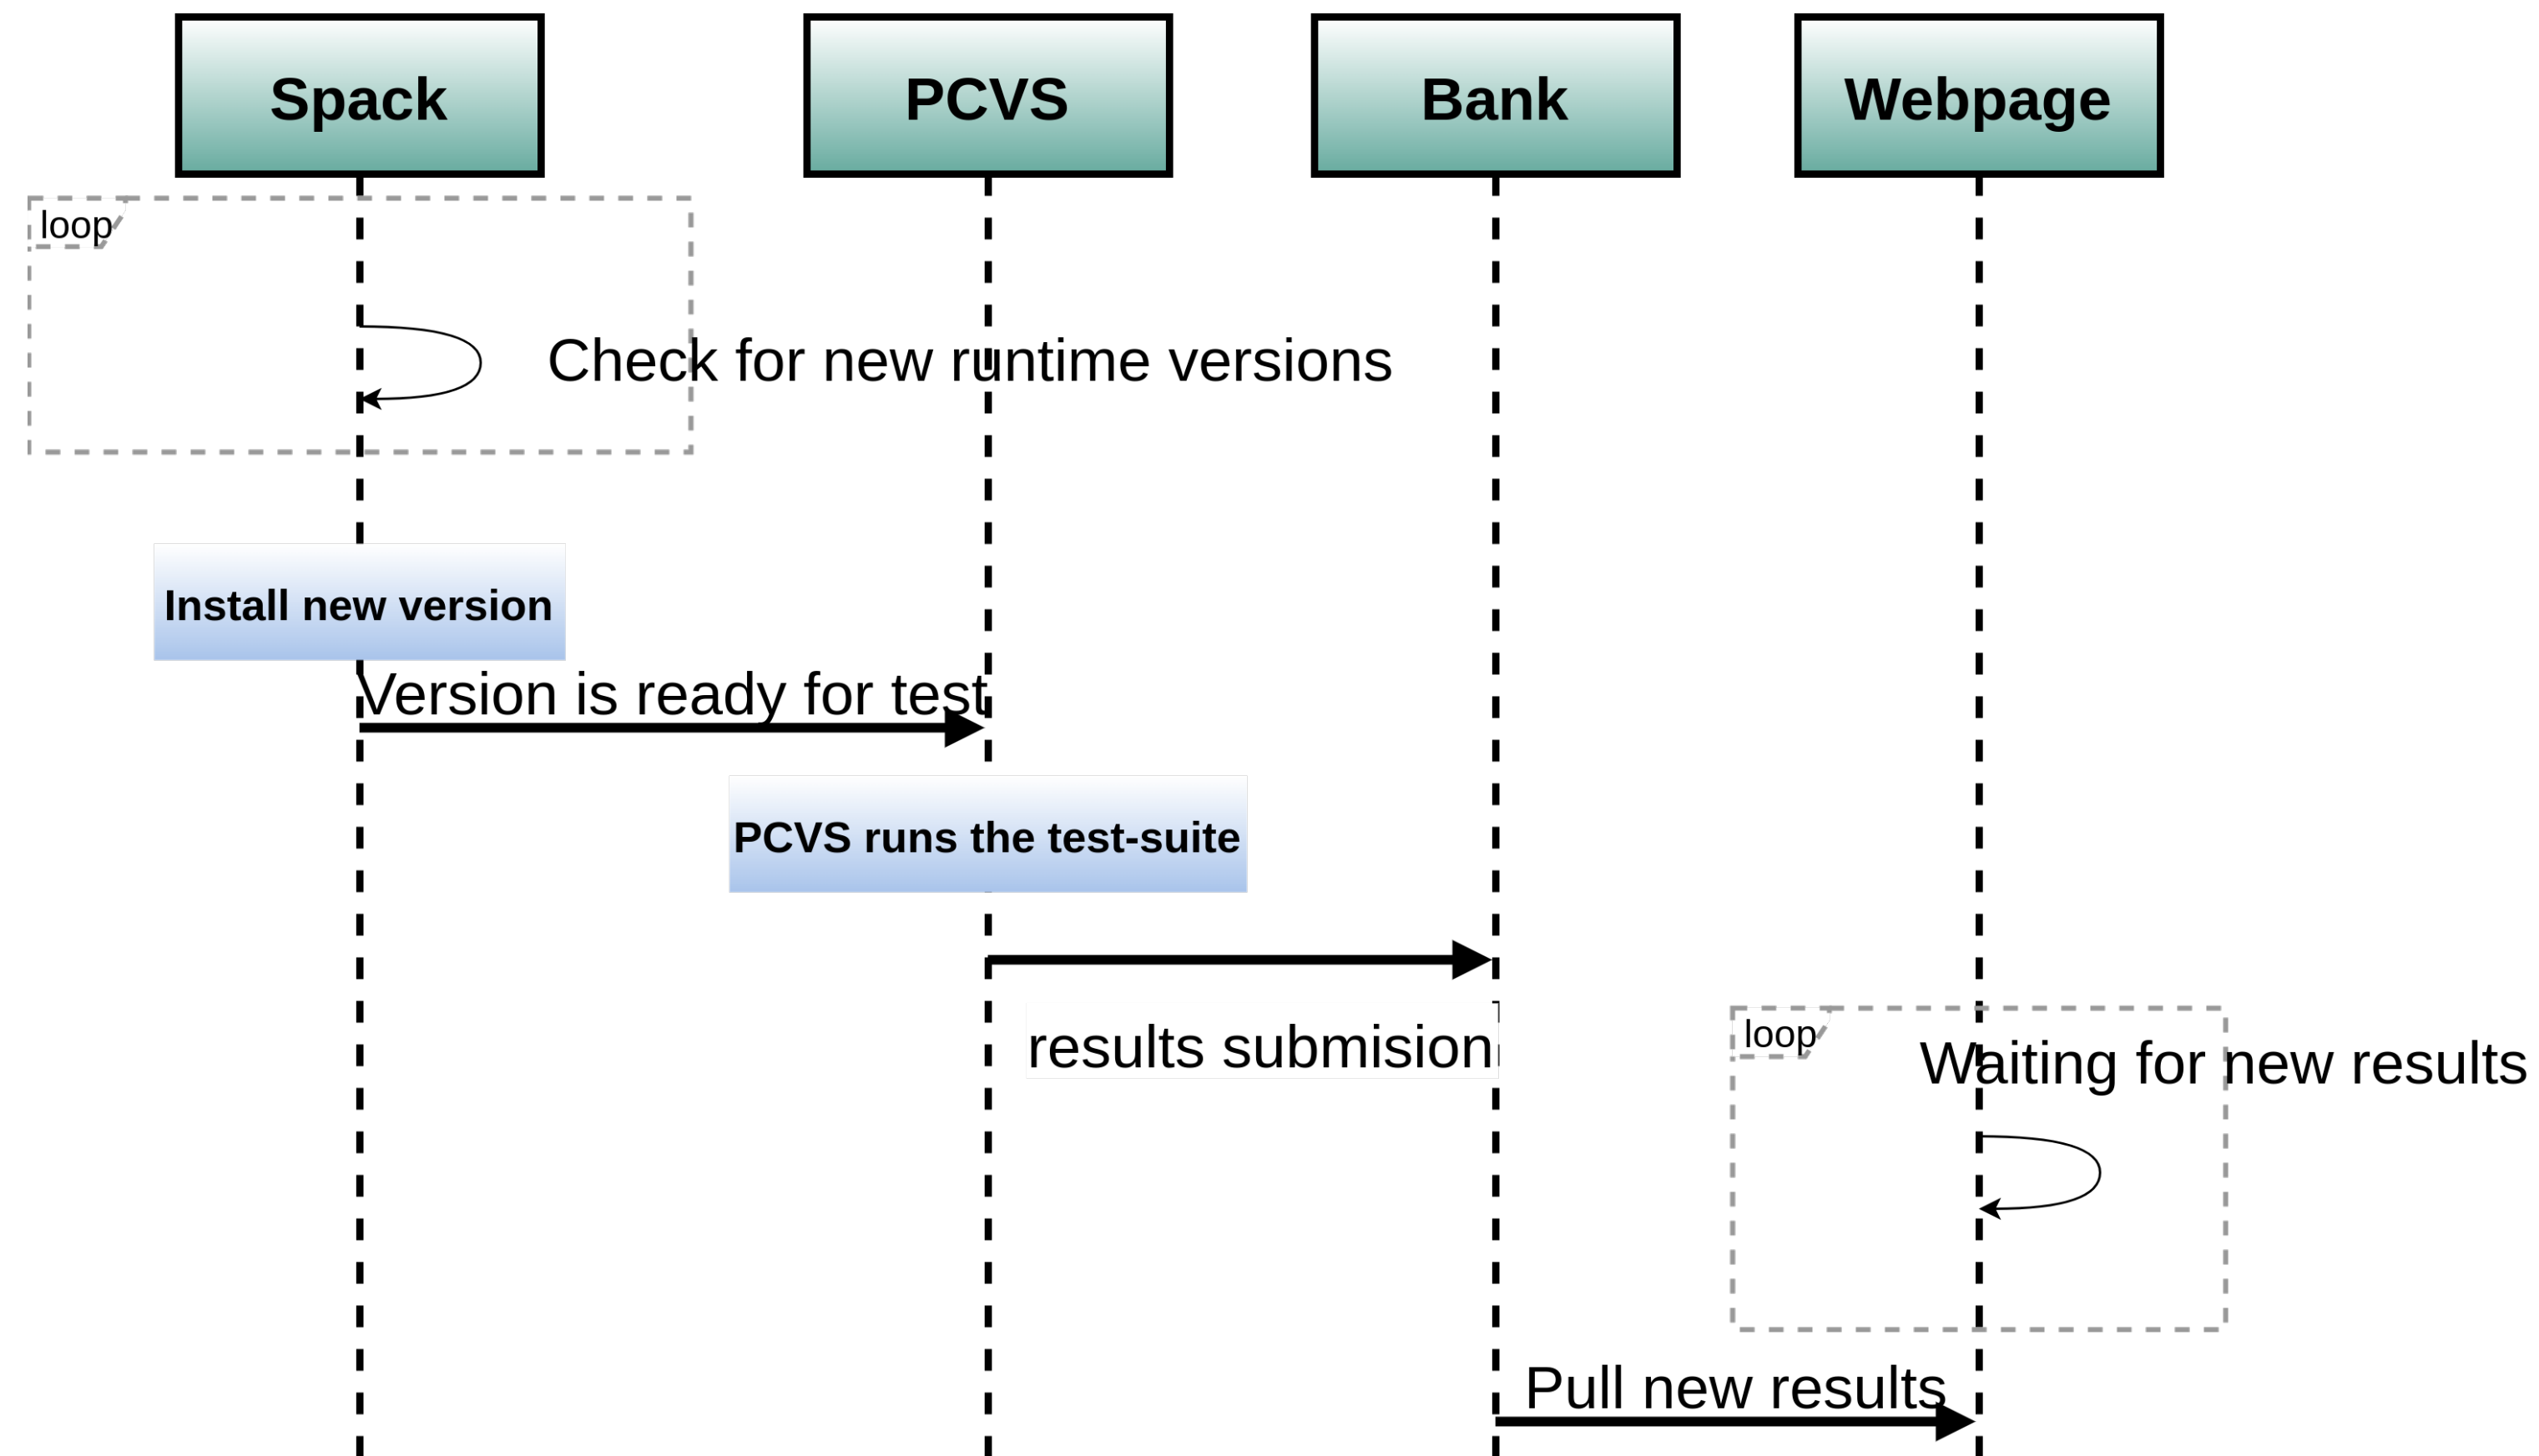 Spack
PCVS
Bank
Webpage
loop
Check for new runtime versions
Install new version
Version is ready for test
PCVS runs the test-suite
results submision
loop
Waiting for new results
Pull new results